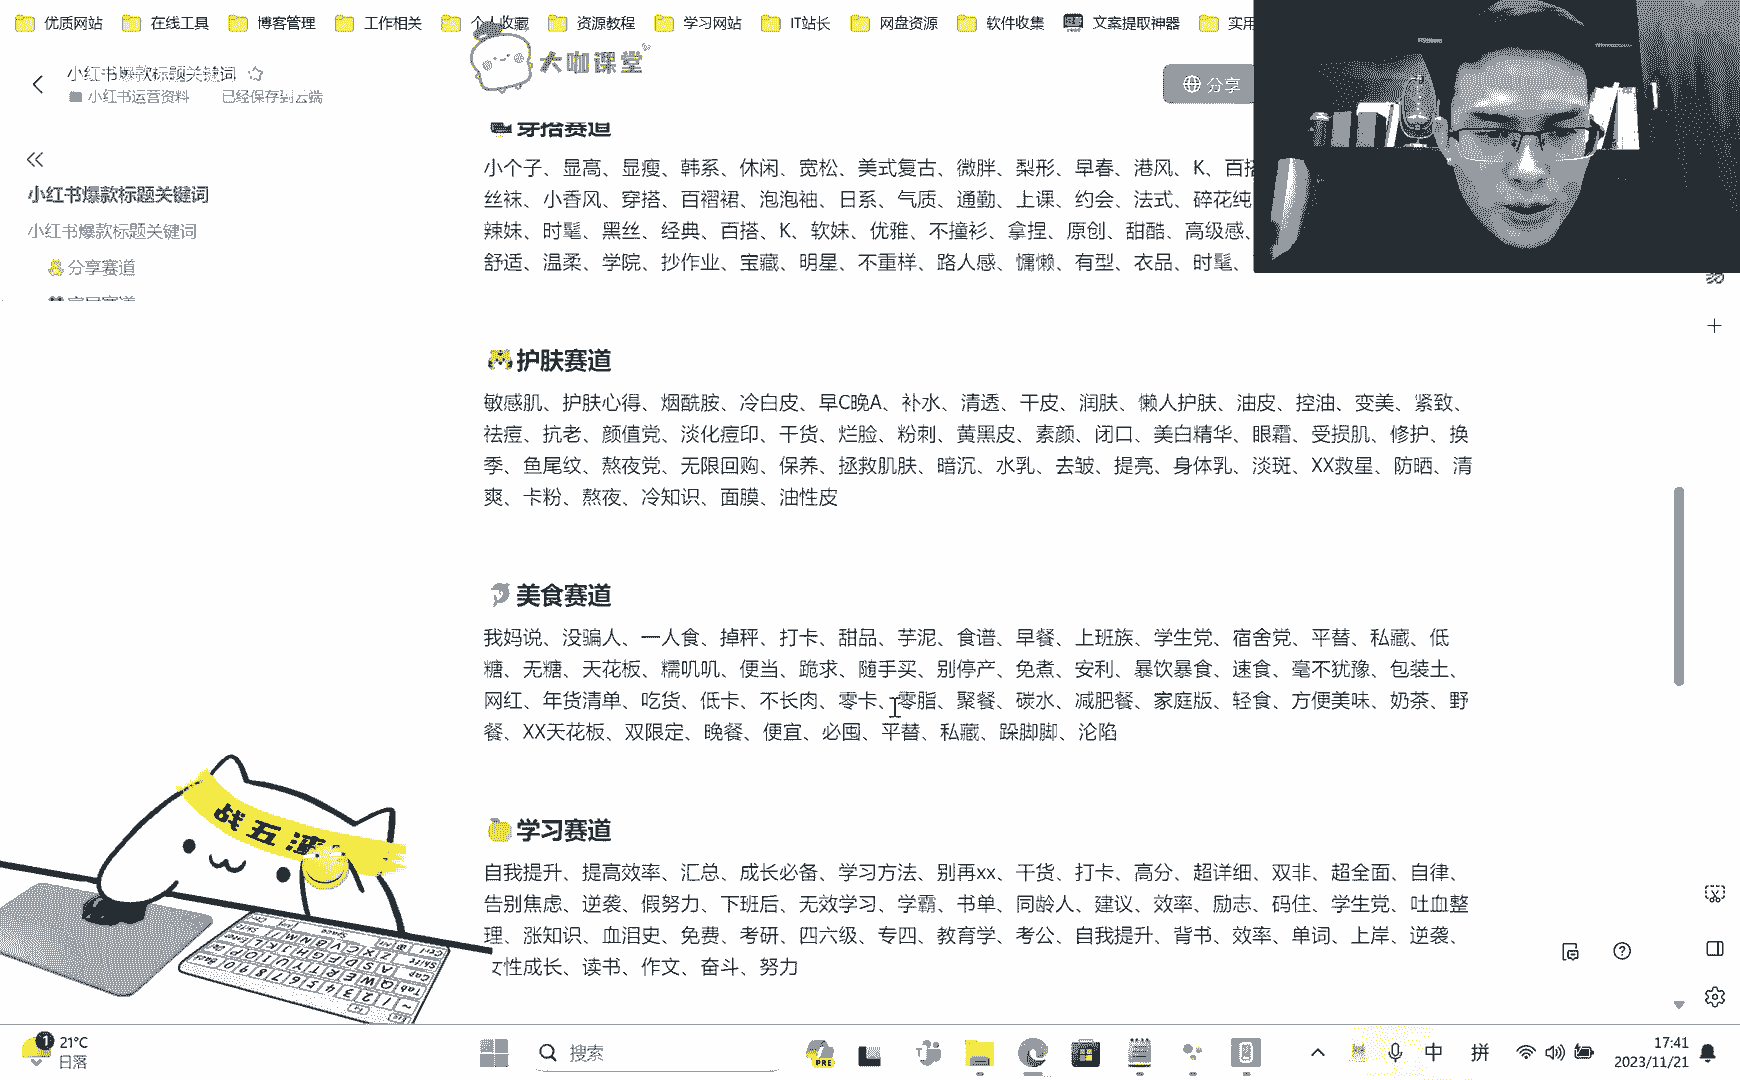 优质网站 在线工具 博客管理 工作相关 个人收藏 资源教程 学习网站 IT站长 网盘资源 软件收集 文案提取神器 实用
小红书爆款标题关键词
小红书运营资料 已经保存到云端
大咖课堂
分享
小红书爆款标题关键词
小红书爆款标题关键词
分享赛道
穿搭赛道
小个子、显高、显瘦、韩系、休闲、宽松、美式复古、微胖、梨形、早春、港风、K、百搭
丝袜、小香风、穿搭、百褶裙、泡泡袖、日系、气质、通勤、上课、约会、法式、碎花纯
辣妹、时髦、黑丝、经典、百搭、K、软妹、优雅、不撞衫、拿捏、原创、甜酷、高级感、
舒适、温柔、学院、抄作业、宝藏、明星、不重样、路人感、慵懒、有型、衣品、时髦、
护肤赛道
敏感肌、护肤心得、烟酰胺、冷白皮、早C晚A、补水、清透、干皮、润肤、懒人护肤、油皮、控油、变美、紧致、
祛痘、抗老、颜值党、淡化痘印、干货、烂脸、粉刺、黄黑皮、素颜、闭口、美白精华、眼霜、受损肌、修护、换
季、鱼尾纹、熬夜党、无限回购、保养、拯救肌肤、暗沉、水乳、去皱、提亮、身体乳、淡斑、XX救星、防晒、清
爽、卡粉、熬夜、冷知识、面膜、油性皮
美食赛道
我妈说、没骗人、一人食、掉秤、打卡、甜品、芋泥、食谱、早餐、上班族、学生党、宿舍党、平替、私藏、低
糖、无糖、天花板、糯叽叽、便当、跪求、随手买、别停产、免煮、安利、暴饮暴食、速食、毫不犹豫、包装土、
网红、年货清单、吃货、低卡、不长肉、零卡、零脂、聚餐、碳水、减肥餐、家庭版、轻食、方便美味、奶茶、野
餐、XX天花板、双限定、晚餐、便宜、必囤、平替、私藏、跺脚脚、沦陷
学习赛道
自我提升、提高效率、汇总、成长必备、学习方法、别再xx、干货、打卡、高分、超详细、双非、超全面、自律、
告别焦虑、逆袭、假努力、下班后、无效学习、学霸、书单、同龄人、建议、效率、励志、码住、学生党、吐血整
理、涨知识、血泪史、免费、考研、四六级、专四、教育学、考公、自我提升、背书、效率、单词、上岸、逆袭、
女性成长、读书、作文、奋斗、努力
战五渣
1
21°C
日落
搜索
PRE
中
拼
17:41
2023/11/21